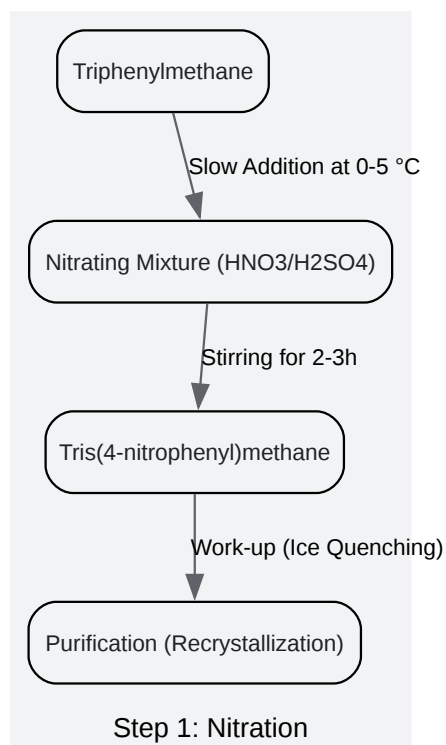 Triphenylmethane
Slow Addition at 0-5 °C
Nitrating Mixture (HNO3/H2SO4)
Stirring for 2-3h
Tris(4-nitrophenyl)methane
Work-up (Ice Quenching)
Purification (Recrystallization)
Step 1: Nitration